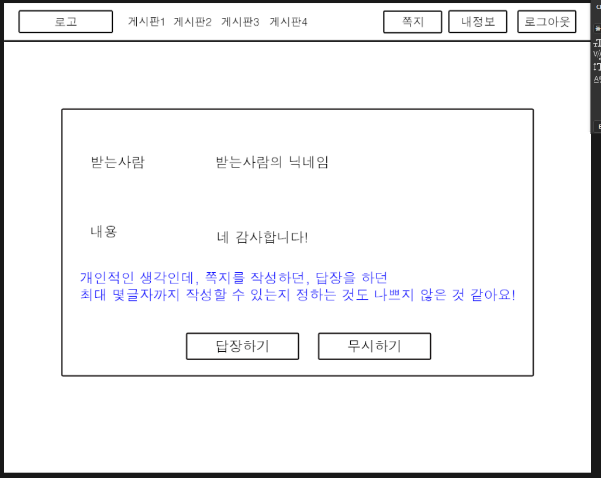 로고 게시판1 게시판2 게시판3 게시판4 쪽지 내정보 로그아웃
받는사람 받는사람의 닉네임
내용 네 감사합니다!
개인적인 생각인데, 쪽지를 작성하던, 답장을 하던
최대 몇글자까지 작성할 수 있는지 정하는 것도 나쁘지 않은 것 같아요!
답장하기 무시하기